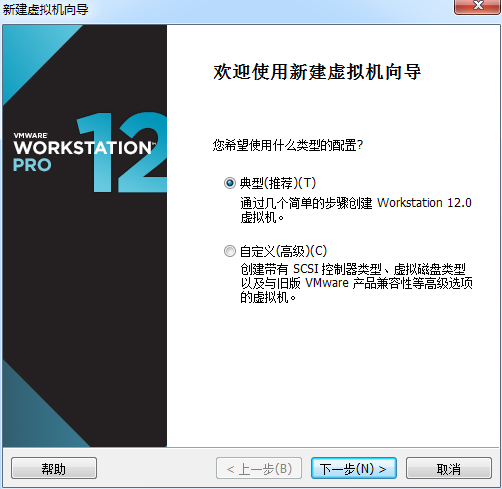 新建虚拟机向导
欢迎使用新建虚拟机向导
VMWARE
WORKSTATION
PRO
12
您希望使用什么类型的配置?
典型(推荐)(T)
通过几个简单的步骤创建 Workstation 12.0
虚拟机。
自定义(高级)(C)
创建带有 SCSI 控制器类型、虚拟磁盘类型
以及与旧版 VMware 产品兼容性等高级选项
的虚拟机。
帮助
< 上一步(B)
下一步(N) >
取消